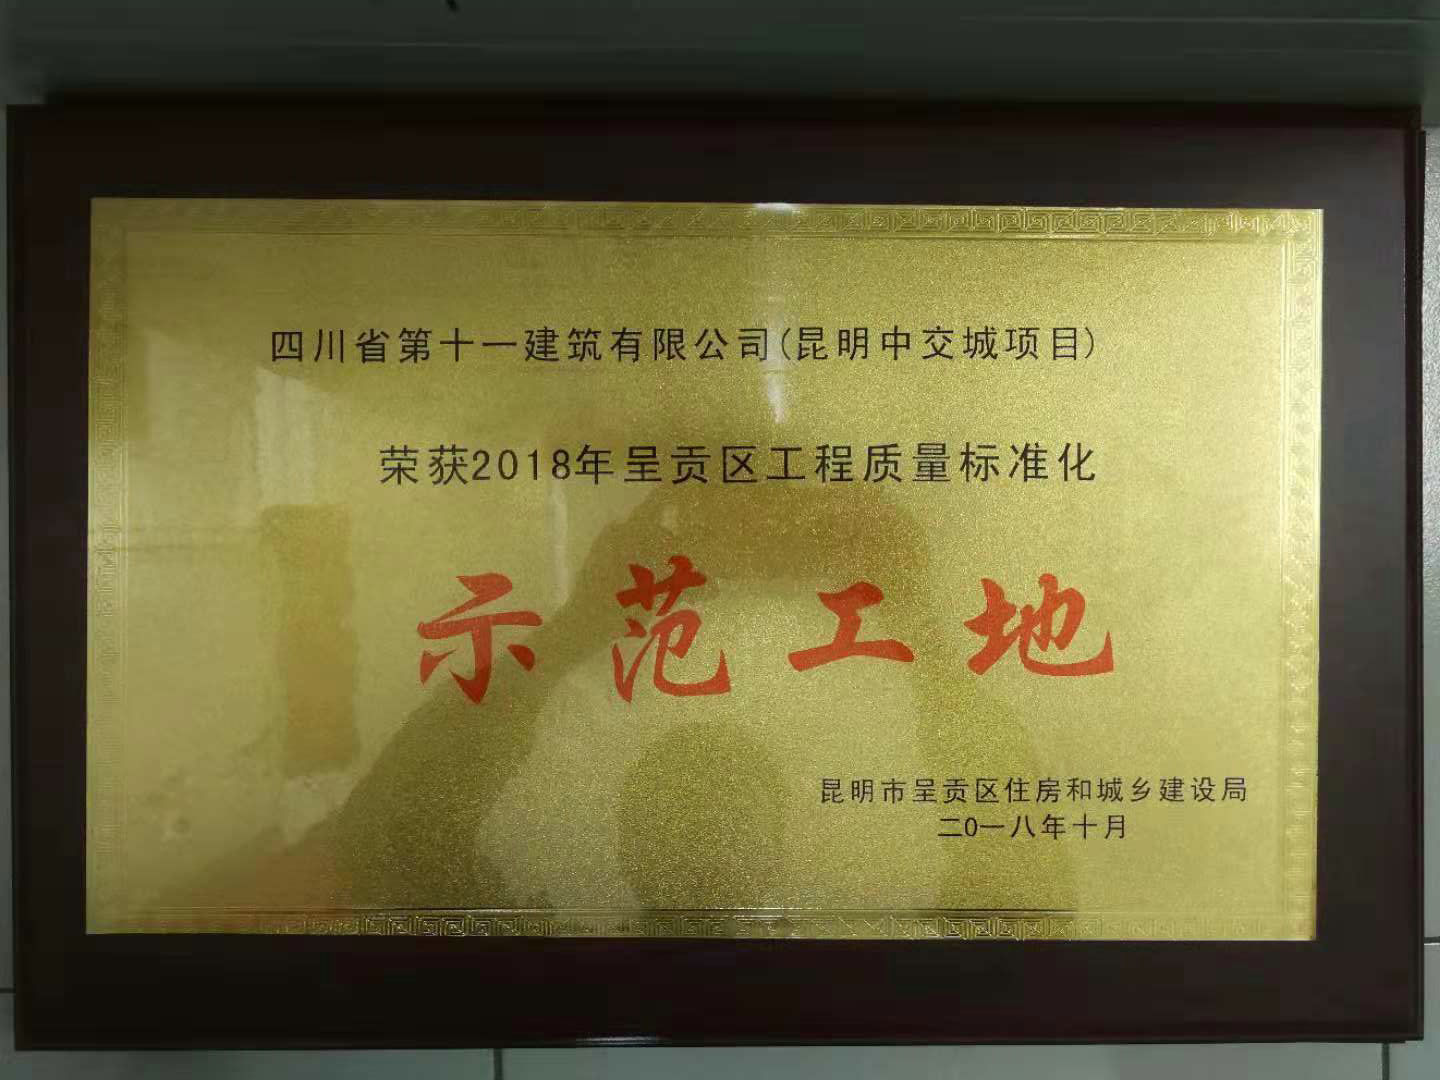 四川省第十一建筑有限公司(昆明中交城项目)
荣获2018年呈贡区工程质量标准化
示范工地
昆明市呈贡区住房和城乡建设局
二0一八年十月